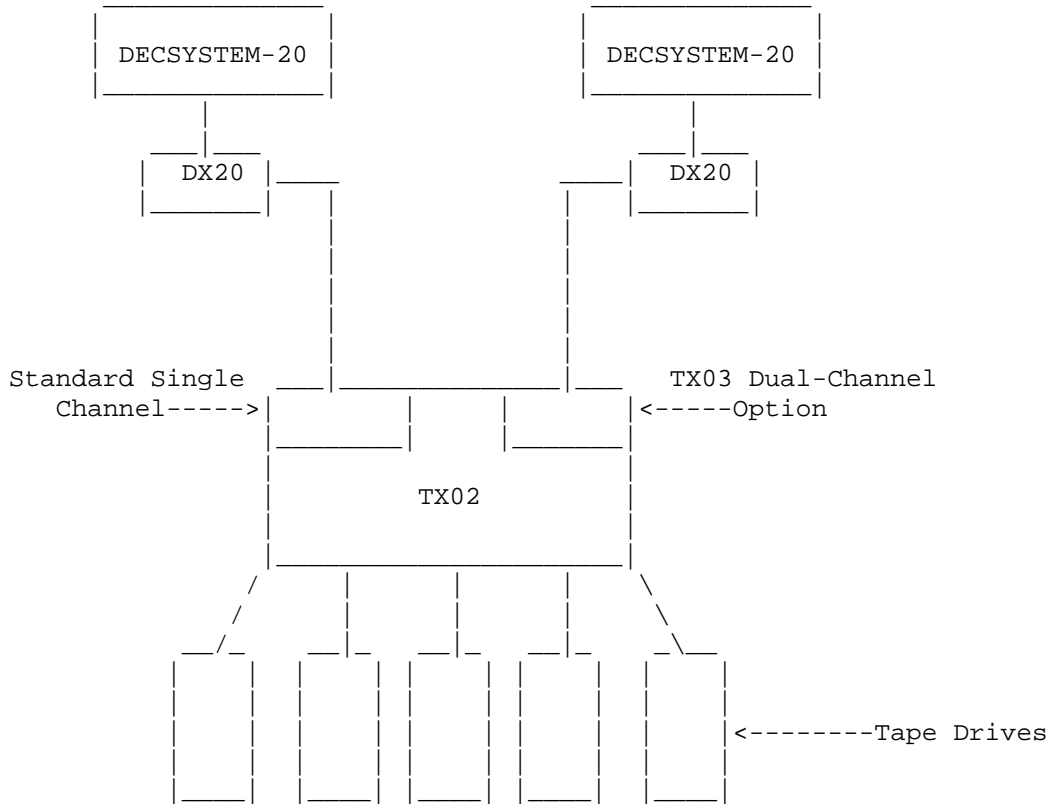 DECSYSTEM-20 DECSYSTEM-20
DX20 DX20
Standard Single TX03 Dual-Channel
Channel-----> <-----Option
TX02
<--------Tape Drives